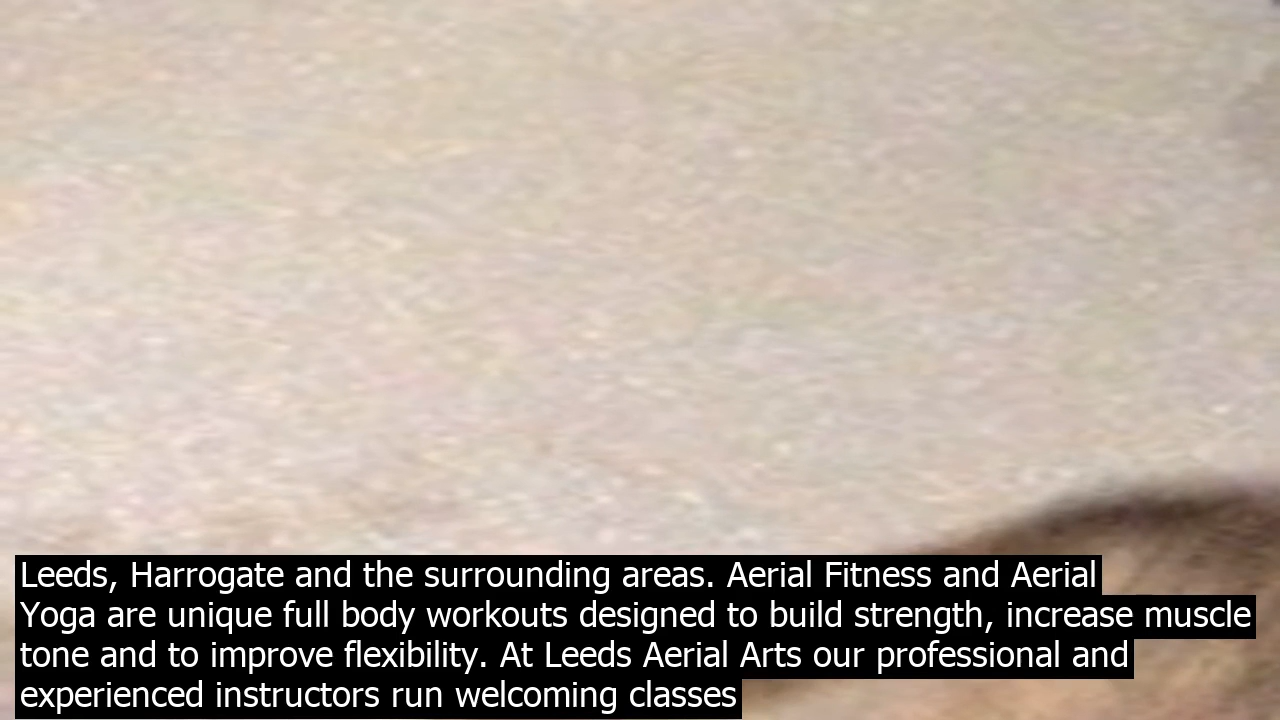 Leeds, Harrogate and the surrounding areas. Aerial Fitness and Aerial
Yoga are unique full body workouts designed to build strength, increase muscle
tone and to improve flexibility. At Leeds Aerial Arts our professional and
experienced instructors run welcoming classes